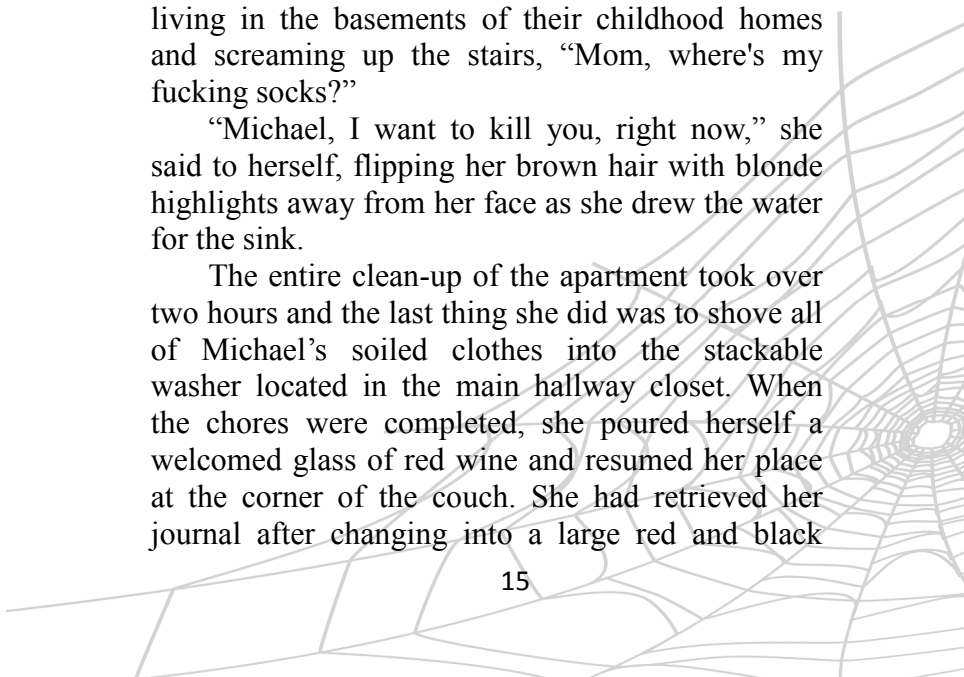 living in the basements of their childhood homes
and screaming up the stairs, “Mom, where's my
fucking socks?”
“Michael, I want to kill you, right now,” she
said to herself, flipping her brown hair with blonde
highlights away from her face as she drew the water
for the sink.
The entire clean-up of the apartment took over
two hours and the last thing she did was to shove all
of Michael’s soiled clothes into the stackable
washer located in the main hallway closet. When
the chores were completed, she poured herself a
welcomed glass of red wine and resumed her place
at the corner of the couch. She had retrieved her
journal after changing into a large red and black
15